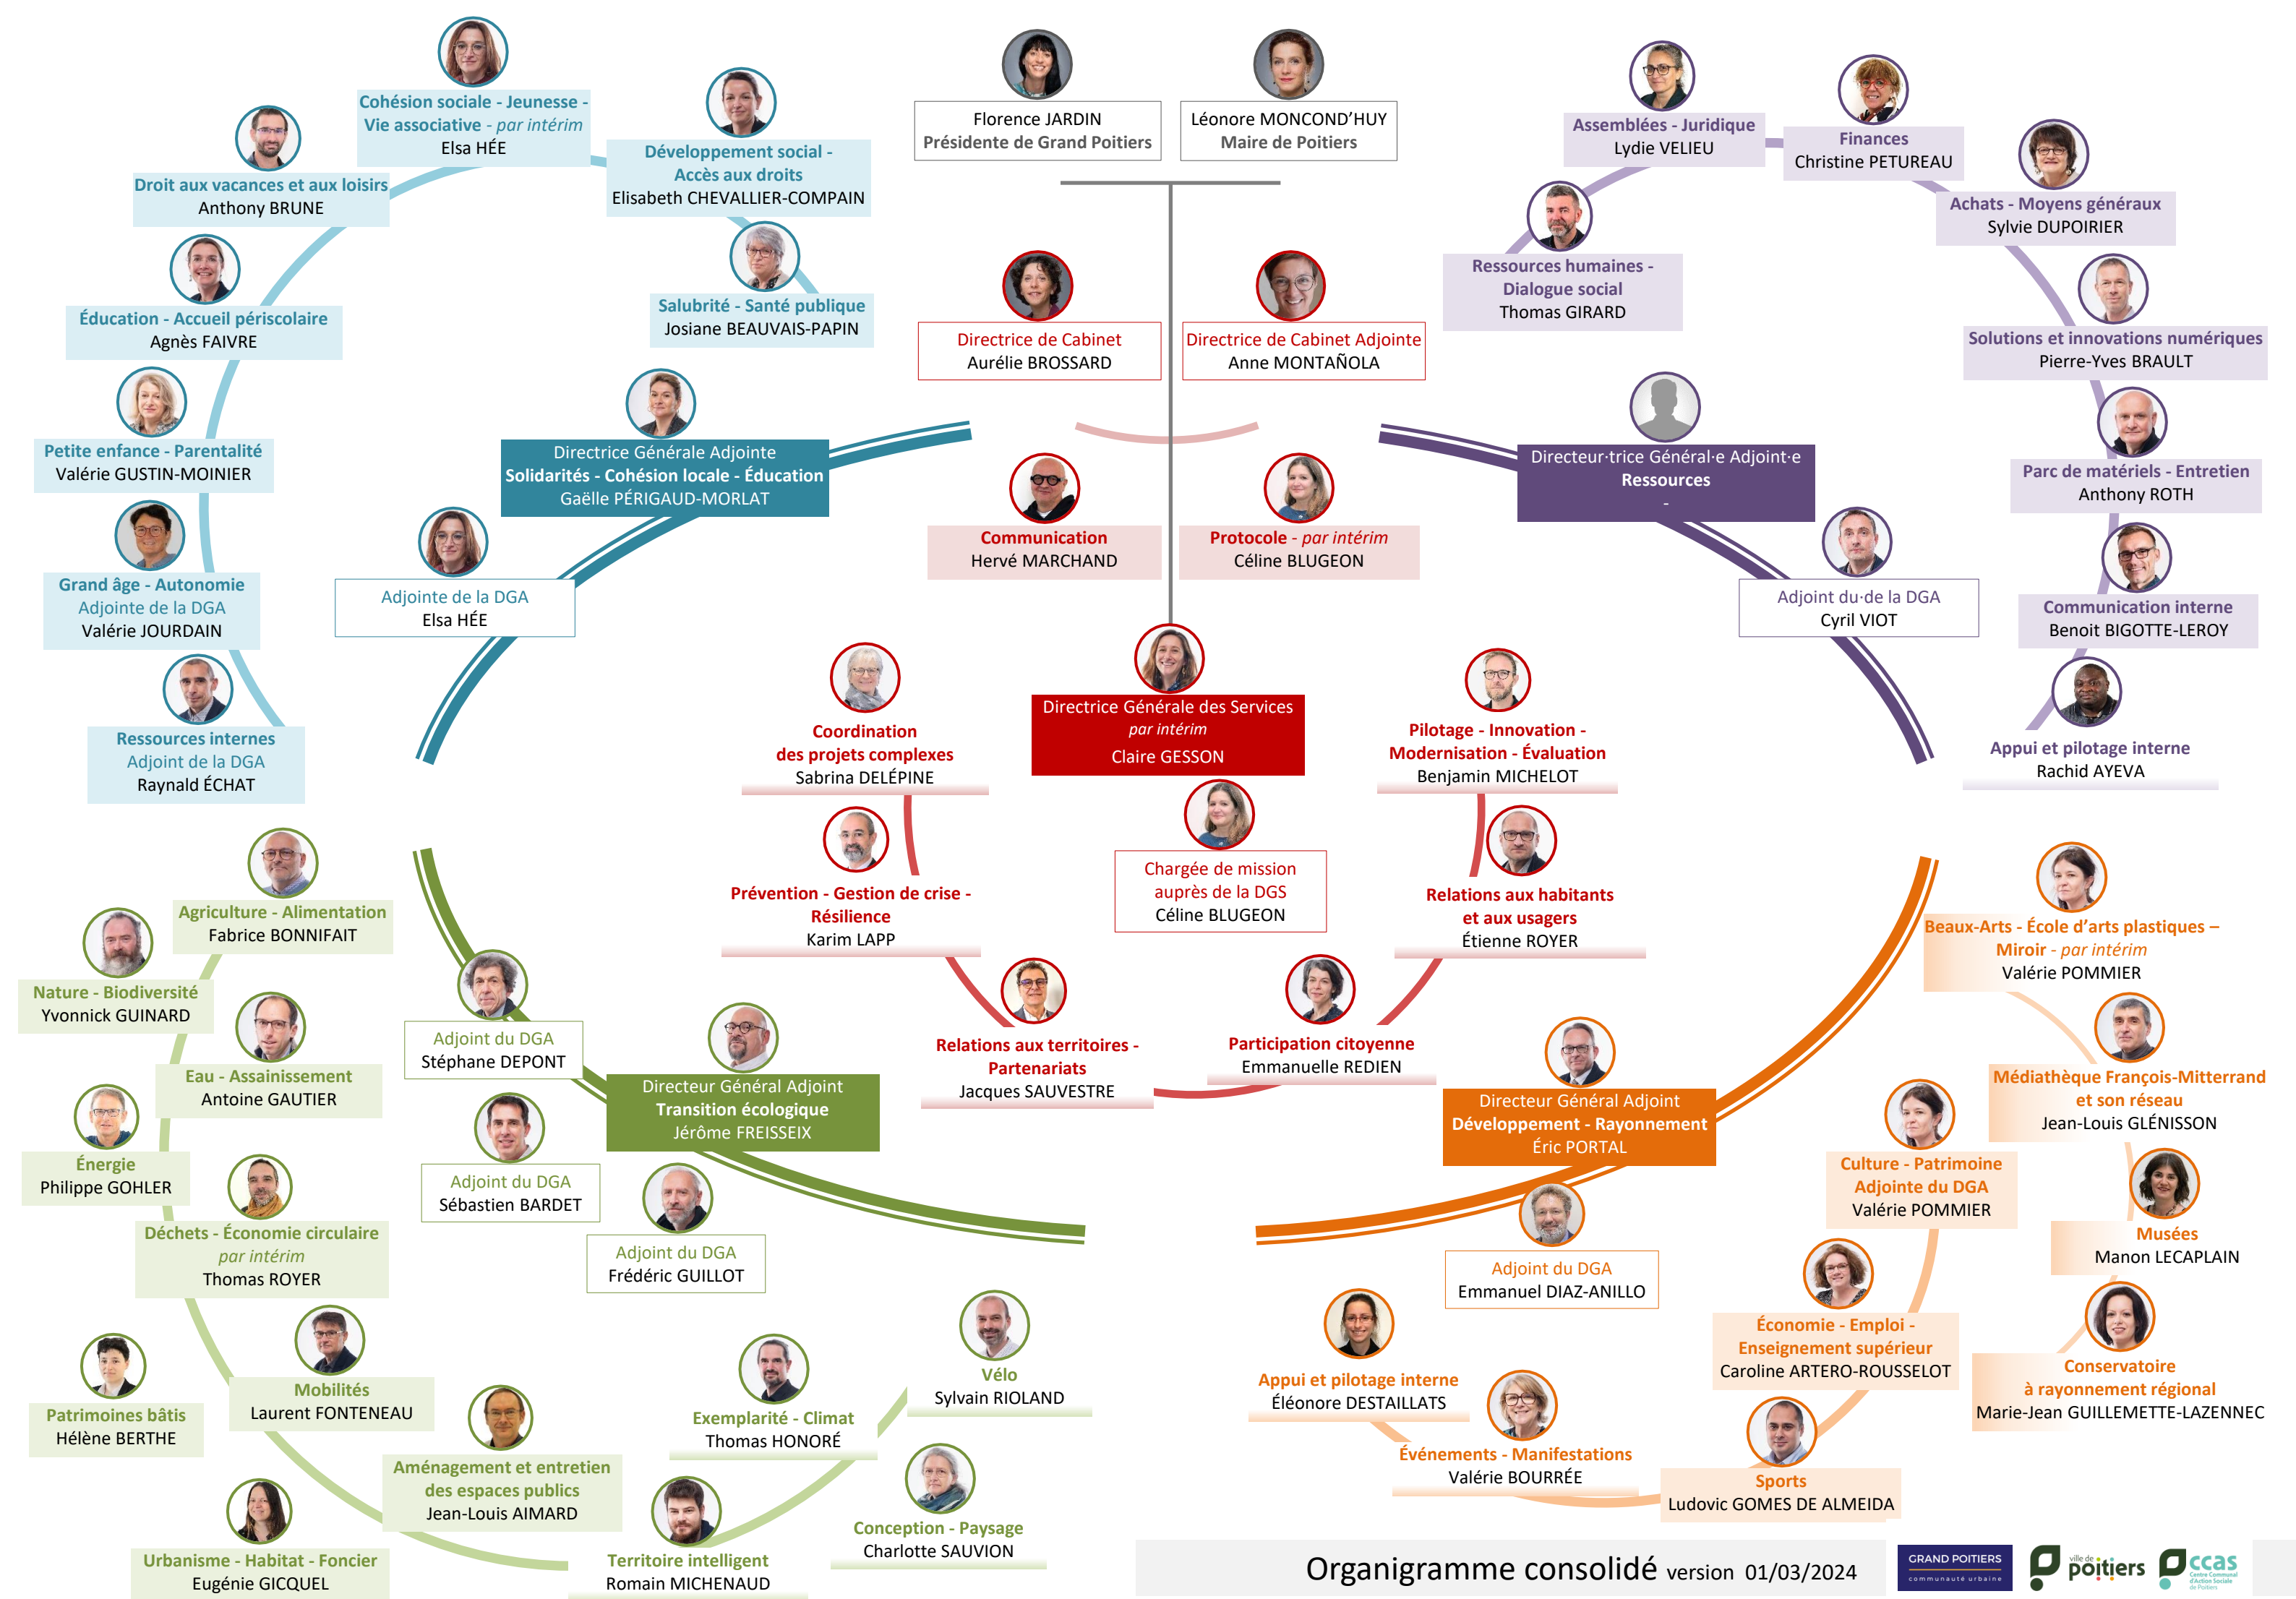 Florence JARDIN
Présidente de Grand Poitiers
Léonore MONCOND'HUY
Maire de Poitiers
Directrice de Cabinet
Aurélie BROSSARD
Directrice de Cabinet Adjointe
Anne MONTAÑOLA
Communication
Hervé MARCHAND
Protocole - par intérim
Céline BLUGEON
Directrice Générale des Services
par intérim
Claire GESSON
Chargée de mission
auprès de la DGS
Céline BLUGEON
Coordination
des projets complexes
Sabrina DELÉPINE
Prévention - Gestion de crise -
Résilience
Karim LAPP
Relations aux territoires -
Partenariats
Jacques SAUVESTRE
Participation citoyenne
Emmanuelle REDIEN
Relations aux habitants
et aux usagers
Étienne ROYER
Pilotage - Innovation -
Modernisation - Évaluation
Benjamin MICHELOT
Directrice Générale Adjointe
Solidarités - Cohésion locale - Éducation
Gaëlle PÉRIGAUD-MORLAT
Adjointe de la DGA
Elsa HÉE
Salubrité - Santé publique
Josiane BEAUVAIS-PAPIN
Développement social -
Accès aux droits
Elisabeth CHEVALLIER-COMPAIN
Cohésion sociale - Jeunesse -
Vie associative - par intérim
Elsa HÉE
Droit aux vacances et aux loisirs
Anthony BRUNE
Éducation - Accueil périscolaire
Agnès FAIVRE
Petite enfance - Parentalité
Valérie GUSTIN-MOINIER
Grand âge - Autonomie
Adjointe de la DGA
Valérie JOURDAIN
Ressources internes
Adjoint de la DGA
Raynald ÉCHAT
Directeur·trice Général·e Adjoint·e
Ressources
-
Adjoint du·de la DGA
Cyril VIOT
Ressources humaines -
Dialogue social
Thomas GIRARD
Assemblées - Juridique
Lydie VELIEU
Finances
Christine PETUREAU
Achats - Moyens généraux
Sylvie DUPOIRIER
Solutions et innovations numériques
Pierre-Yves BRAULT
Parc de matériels - Entretien
Anthony ROTH
Communication interne
Benoit BIGOTTE-LEROY
Appui et pilotage interne
Rachid AYEVA
Directeur Général Adjoint
Transition écologique
Jérôme FREISSEIX
Adjoint du DGA
Stéphane DEPONT
Adjoint du DGA
Sébastien BARDET
Adjoint du DGA
Frédéric GUILLOT
Agriculture - Alimentation
Fabrice BONNIFAIT
Nature - Biodiversité
Yvonnick GUINARD
Eau - Assainissement
Antoine GAUTIER
Énergie
Philippe GOHLER
Déchets - Économie circulaire
par intérim
Thomas ROYER
Mobilités
Laurent FONTENEAU
Patrimoines bâtis
Hélène BERTHE
Aménagement et entretien
des espaces publics
Jean-Louis AIMARD
Urbanisme - Habitat - Foncier
Eugénie GICQUEL
Territoire intelligent
Romain MICHENAUD
Exemplarité - Climat
Thomas HONORÉ
Conception - Paysage
Charlotte SAUVION
Vélo
Sylvain RIOLAND
Directeur Général Adjoint
Développement - Rayonnement
Éric PORTAL
Adjoint du DGA
Emmanuel DIAZ-ANILLO
Beaux-Arts - École d'arts plastiques –
Miroir - par intérim
Valérie POMMIER
Médiathèque François-Mitterrand
et son réseau
Jean-Louis GLÉNISSON
Musées
Manon LECAPLAIN
Conservatoire
à rayonnement régional
Marie-Jean GUILLEMETTE-LAZENNEC
Culture - Patrimoine
Adjointe du DGA
Valérie POMMIER
Économie - Emploi -
Enseignement supérieur
Caroline ARTERO-ROUSSELOT
Sports
Ludovic GOMES DE ALMEIDA
Événements - Manifestations
Valérie BOURRÉE
Appui et pilotage interne
Éléonore DESTAILLATS
Organigramme consolidé version 01/03/2024
GRAND POITIERS
communauté urbaine
ville de
poitiers
ccas
Centre Communal
d'Action Sociale
de Poitiers